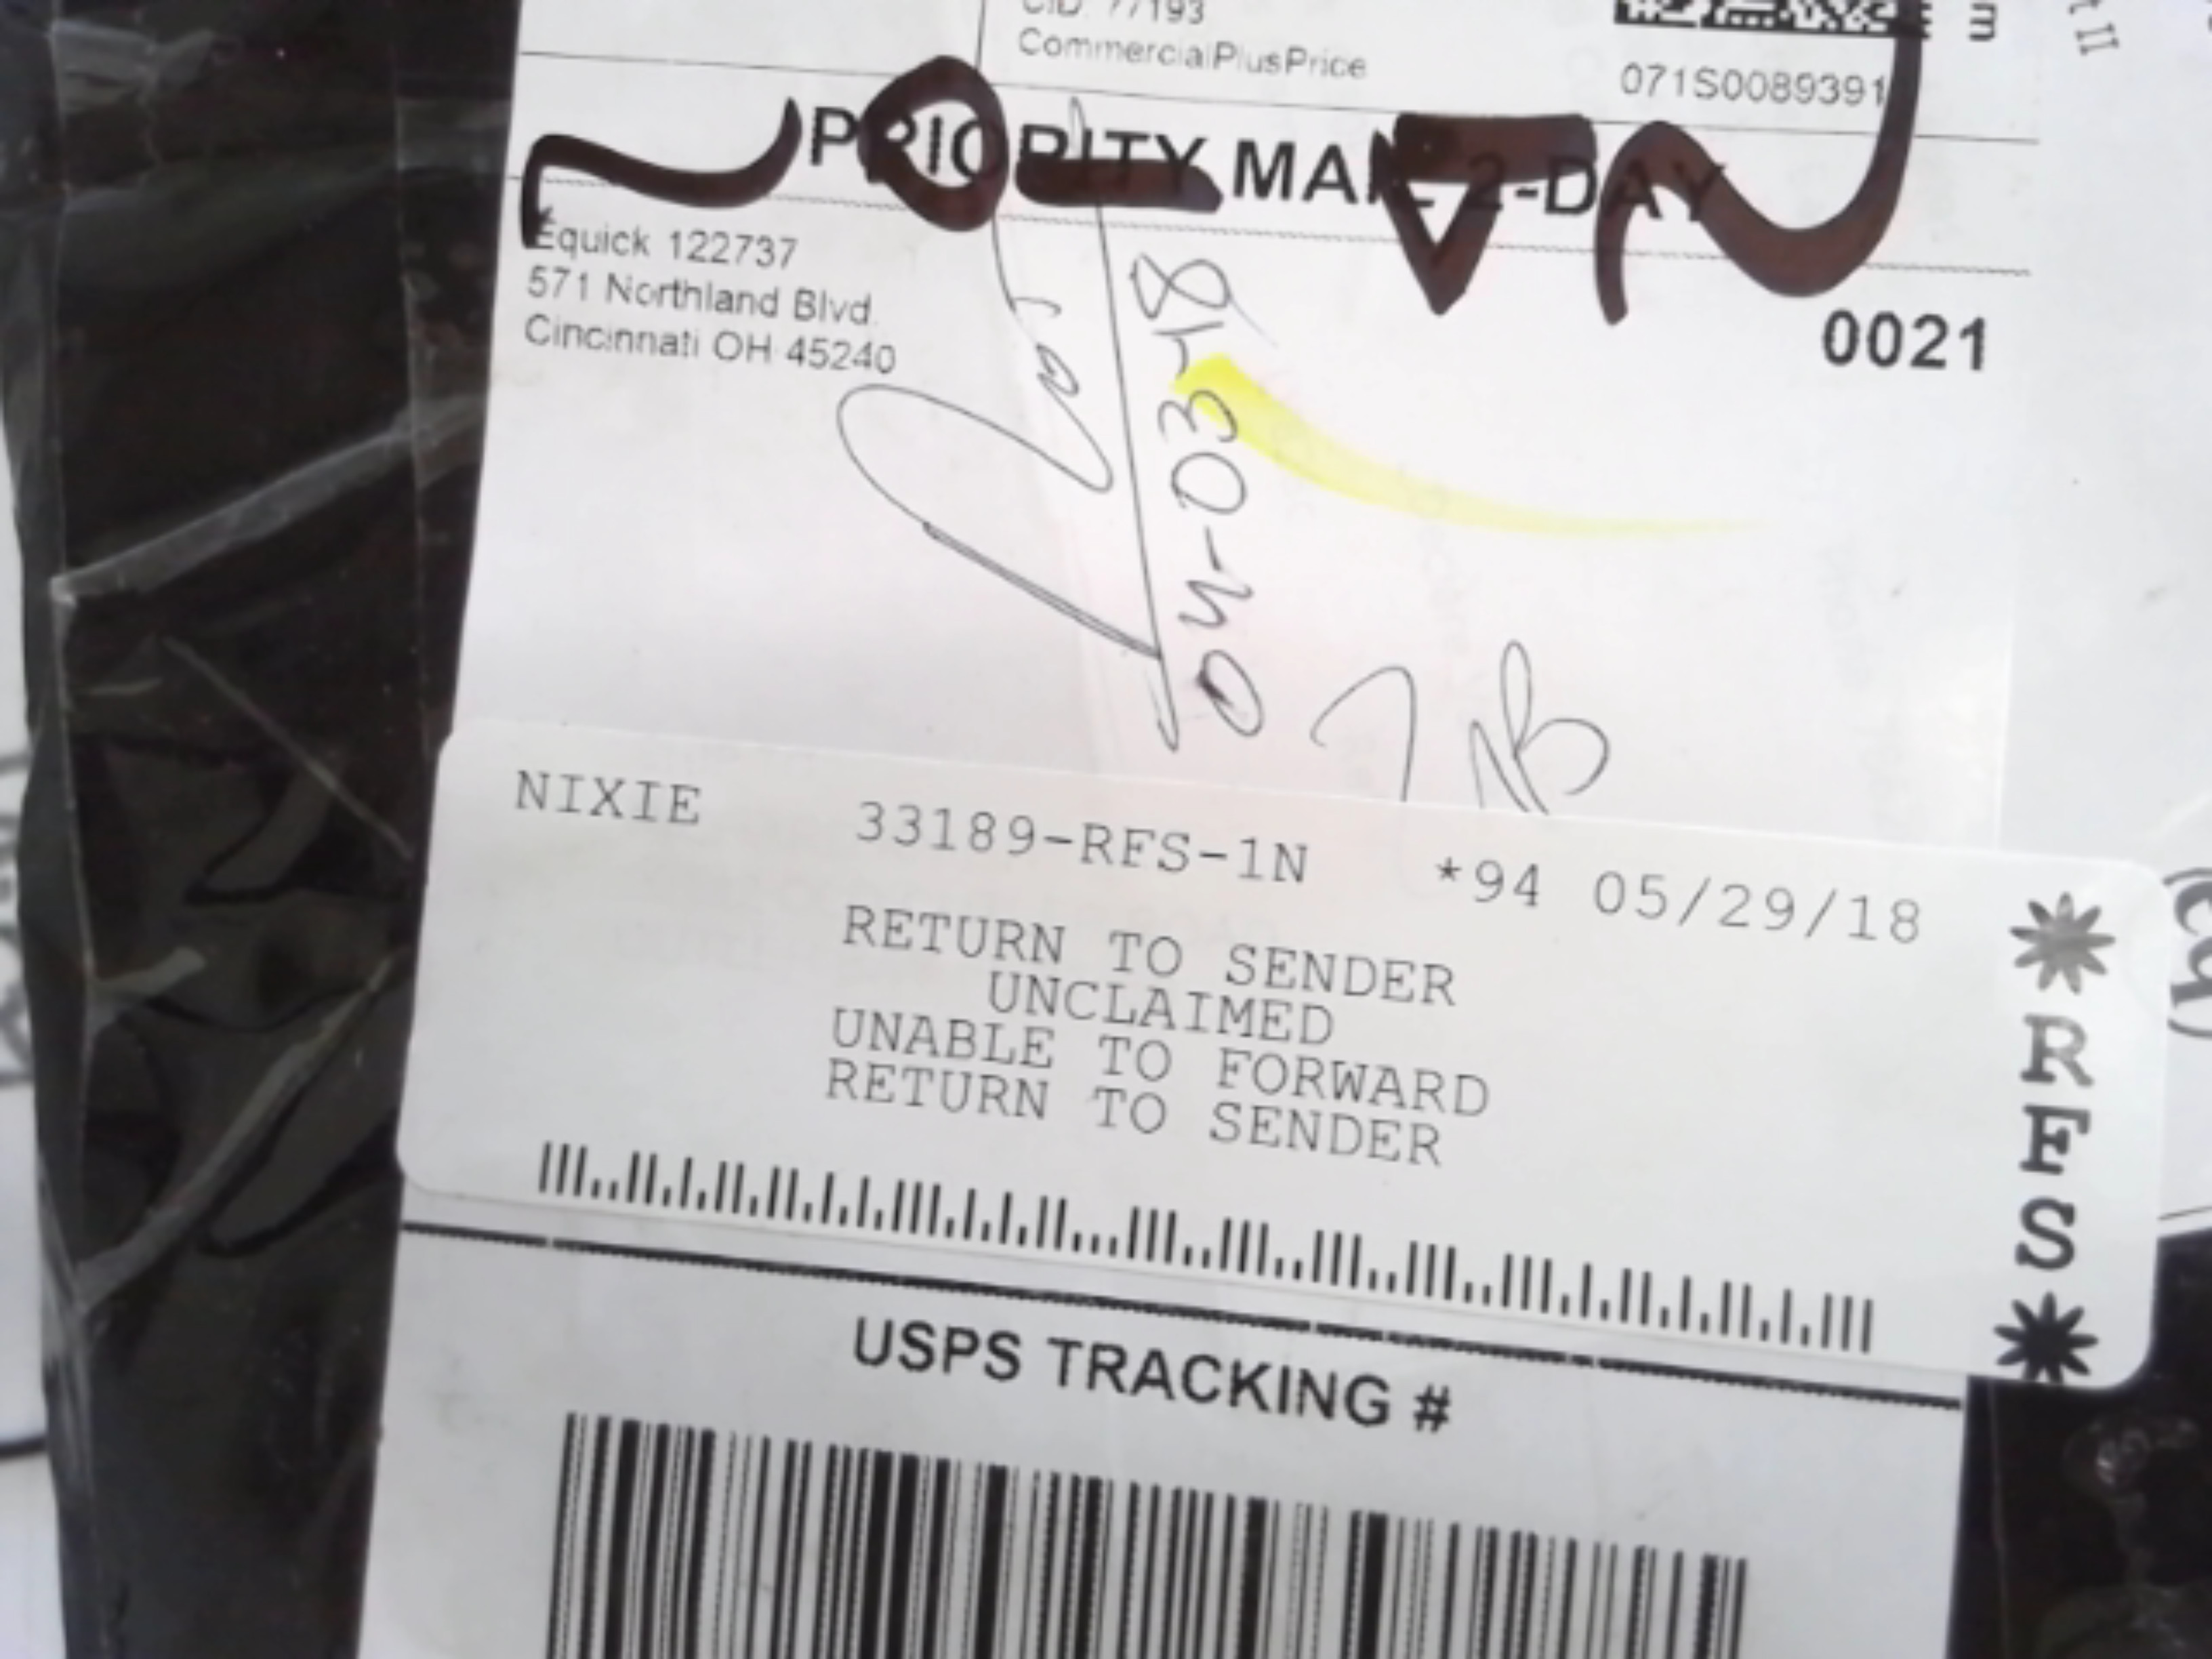 CID: 77193
CommercialPlusPrice
071S0089391
PRIORITY MAIL 2-DAY
Equick 122737
571 Northland Blvd.
Cincinnati OH 45240
0021
04-03-18
NIXIE 33189-RFS-1N *94 05/29/18
RETURN TO SENDER
UNCLAIMED
UNABLE TO FORWARD
RETURN TO SENDER
*RFS*
USPS TRACKING #